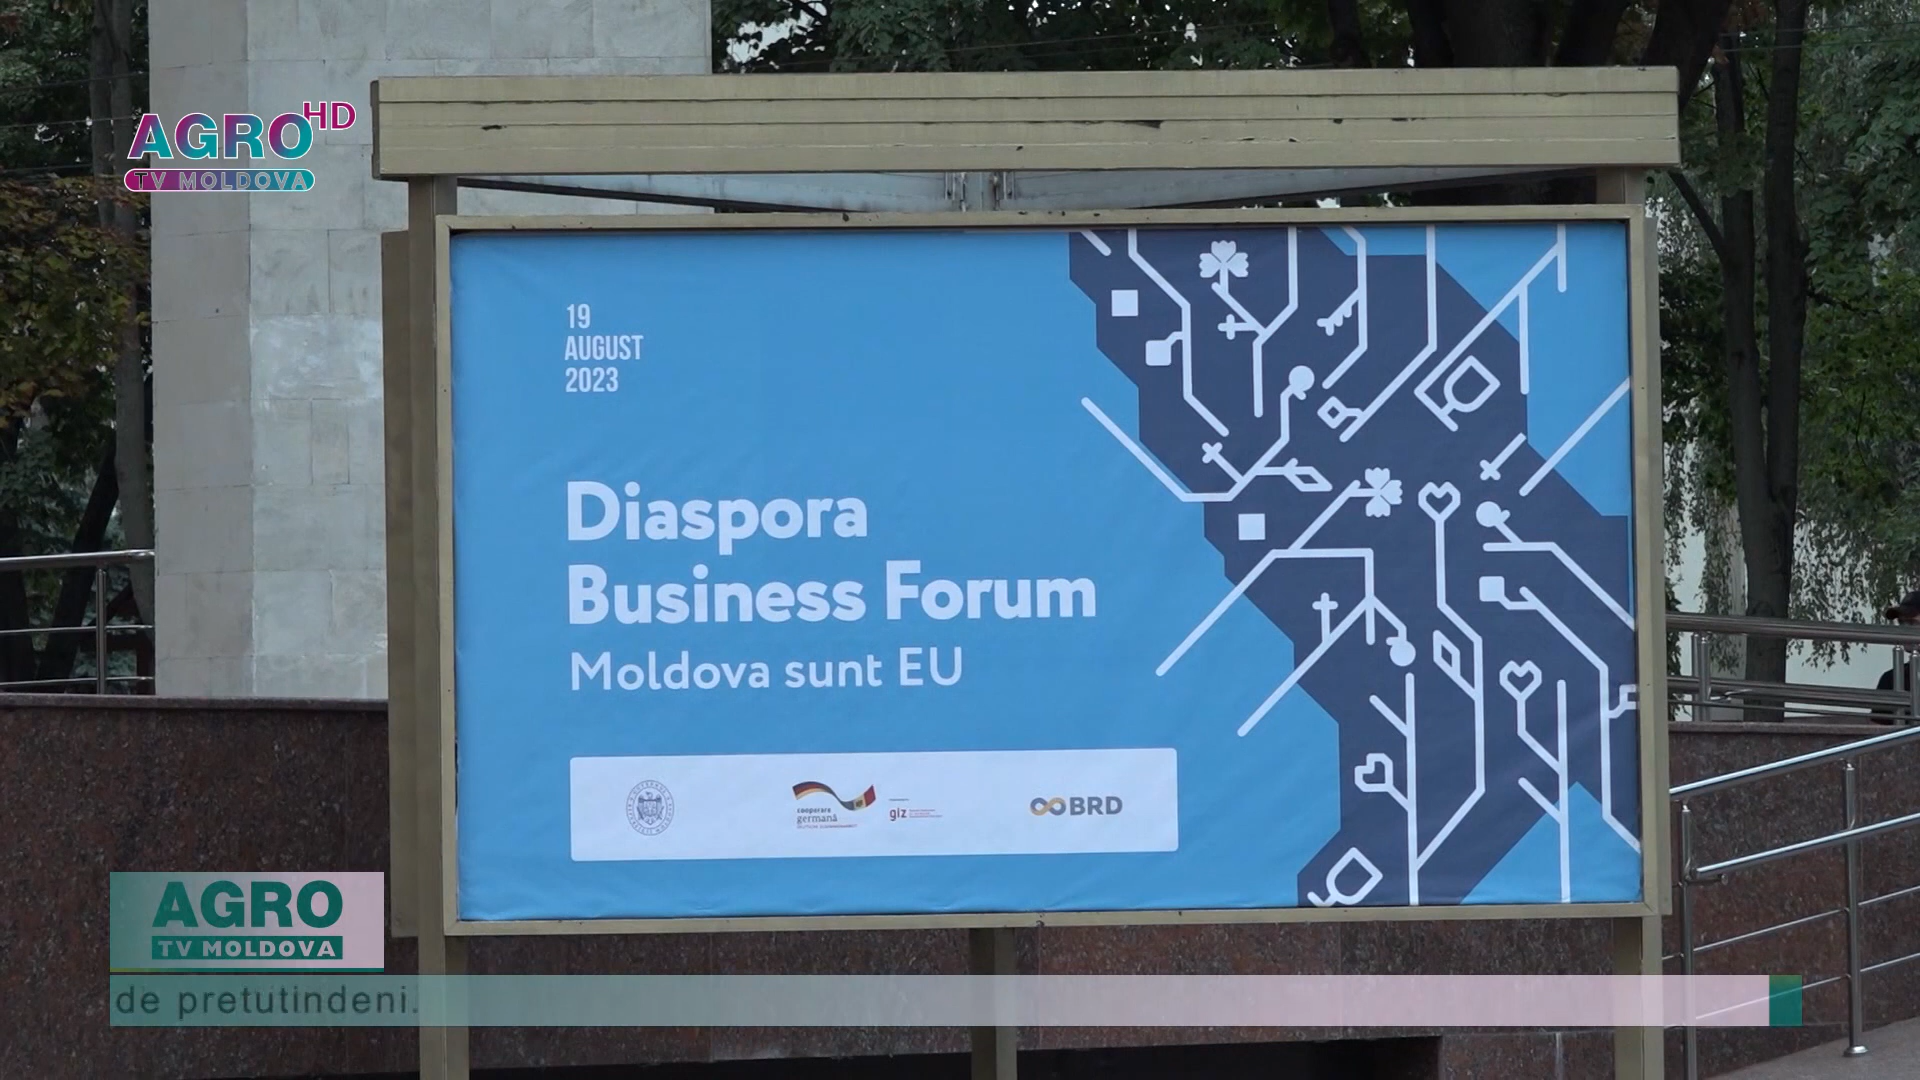 AGRO HD
TV MOLDOVA
19
AUGUST
2023
Diaspora
Business Forum
Moldova sunt EU
cooperare
germană
giz
BRD
AGRO
TV MOLDOVA
de pretutindeni.